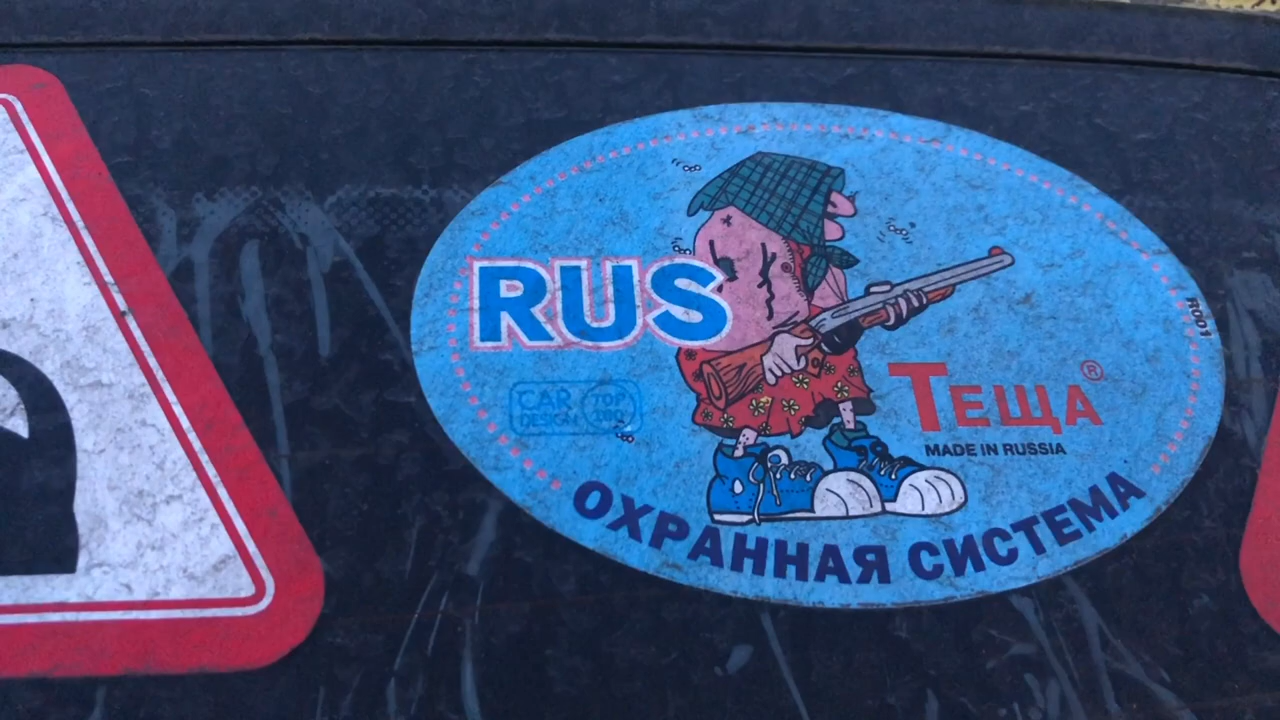 RUS
CAR
DESIGN
TOP
100
R001
ТЕЩА®
MADE IN RUSSIA
ОХРАННАЯ СИСТЕМА